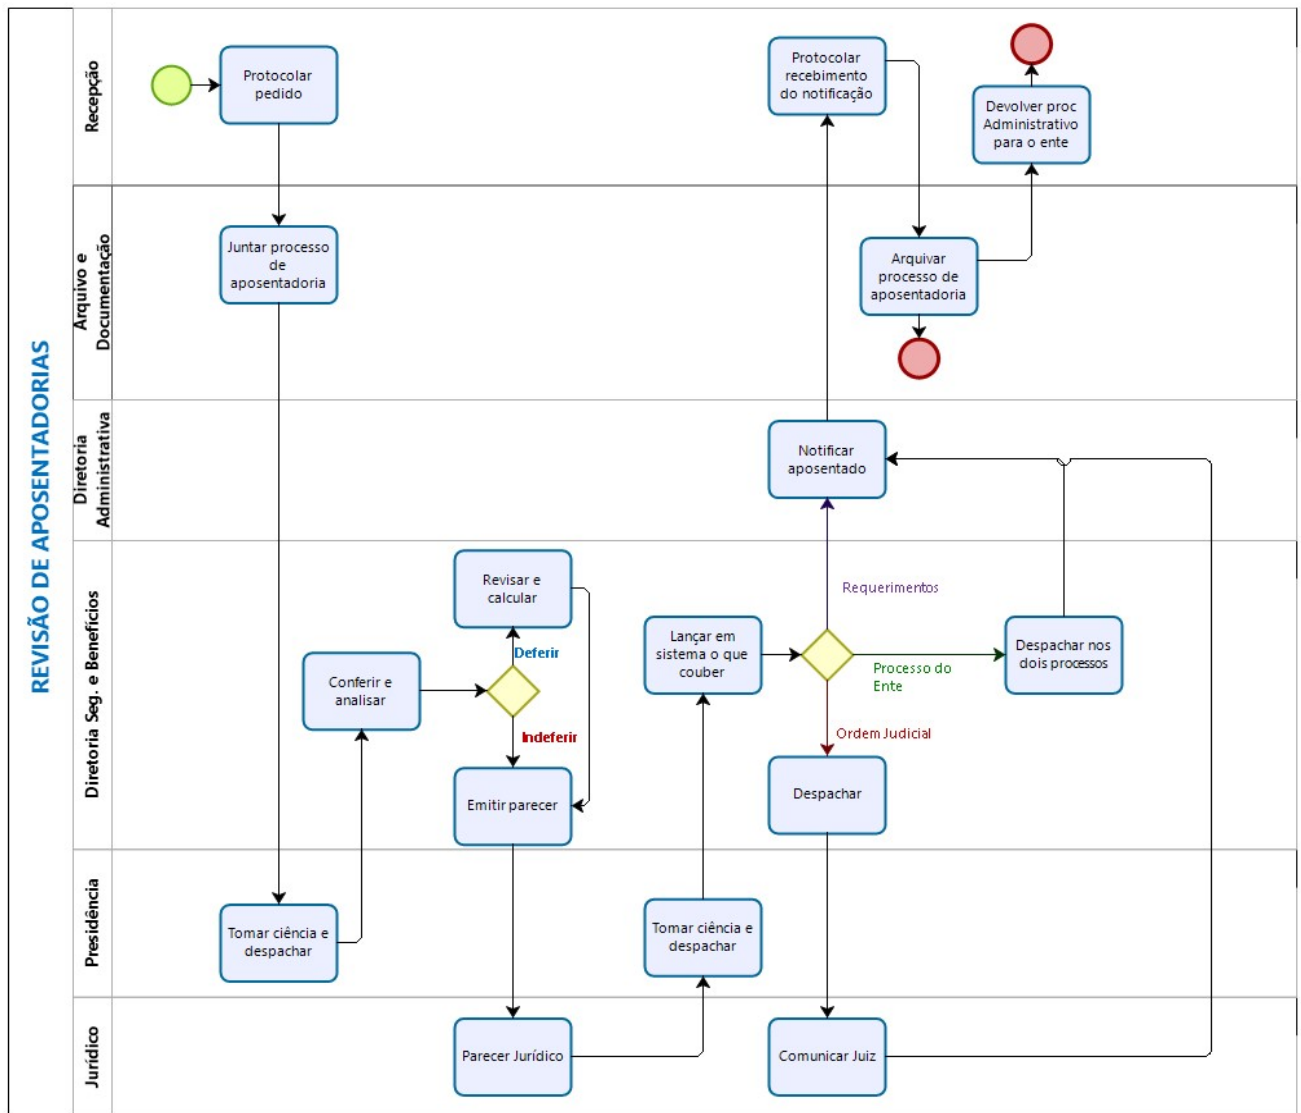 REVISÃO DE APOSENTADORIAS
Recepção
Protocolar
pedido
Protocolar
recebimento
do notificação
Devolver proc
Administrativo
para o ente
Arquivo e
Documentação
Juntar processo
de
aposentadoria
Arquivar
processo de
aposentadoria
Diretoria
Administrativa
Notificar
aposentado
Diretoria Seg. e Benefícios
Revisar e
calcular
Deferir
Conferir e
analisar
Indeferir
Emitir parecer
Lançar em
sistema o que
couber
Requerimentos
Processo do
Ente
Despachar nos
dois processos
Ordem Judicial
Despachar
Presidência
Tomar ciência e
despachar
Tomar ciência e
despachar
Jurídico
Parecer Jurídico
Comunicar Juiz